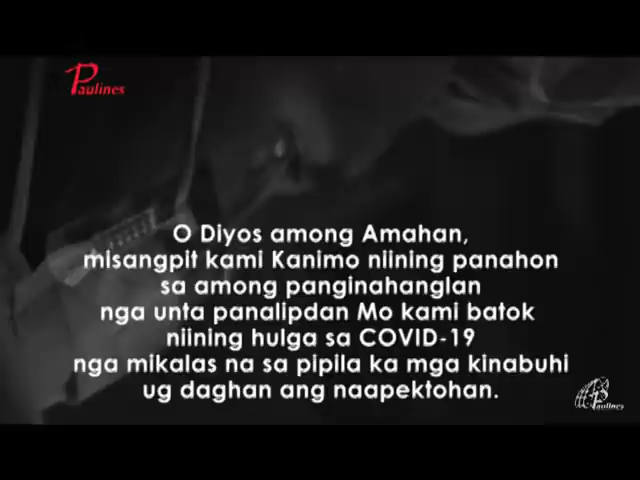 Paulines
O Diyos among Amahan,
misangpit kami Kanimo niining panahon
sa among panginahanglan
nga unta panalipdan Mo kami batok
niining hulga sa COVID-19
nga mikalas na sa pipila ka mga kinabuhi
ug daghan ang naapektohan.
Paulines